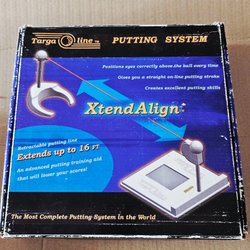 Targa Line™ PUTTING SYSTEM
Positions eyes correctly above the ball every time
Gives you a straight on-line putting stroke
Creates excellent putting skills
XtendAlign™
Retractable putting line
Extends up to 16 FT
An advanced putting training aid
that will lower your scores!
The Most Complete Putting System in the World